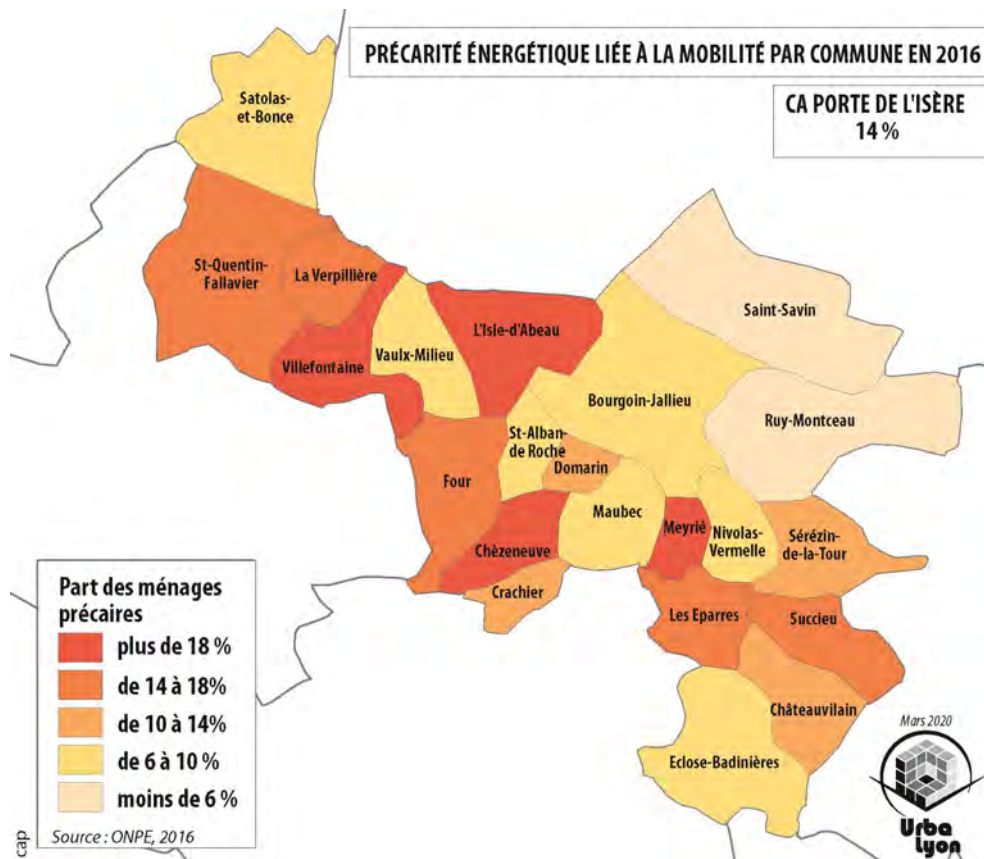 PRÉCARITÉ ÉNERGÉTIQUE LIÉE À LA MOBILITÉ PAR COMMUNE EN 2016
CA PORTE DE L'ISÈRE
14 %
Satolas-
et-Bonce
St-Quentin-
Fallavier
La Verpillière
Villefontaine
Vaulx-Milieu
L'Isle-d'Abeau
Saint-Savin
Bourgoin-Jallieu
Ruy-Montceau
St-Alban-
de Roche
Domarin
Four
Maubec
Meyrié
Nivolas-
Vermelle
Sérézin-
de-la-Tour
Chèzeneuve
Crachier
Les Eparres
Succieu
Châteauvilain
Eclose-Badinières
Part des ménages
précaires
plus de 18 %
de 14 à 18%
de 10 à 14%
de 6 à 10 %
moins de 6 %
Source : ONPE, 2016
cap
Mars 2020
Urba
Lyon